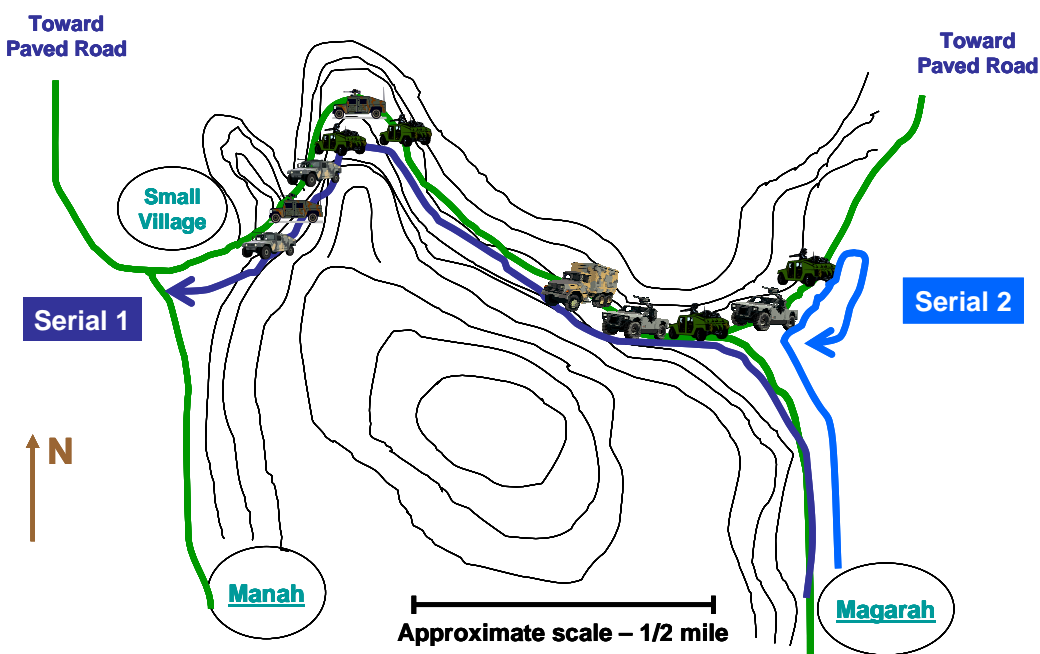 Toward
Paved Road
Toward
Paved Road
Small
Village
Serial 1
Serial 2
N
Manah
Magarah
Approximate scale – 1/2 mile